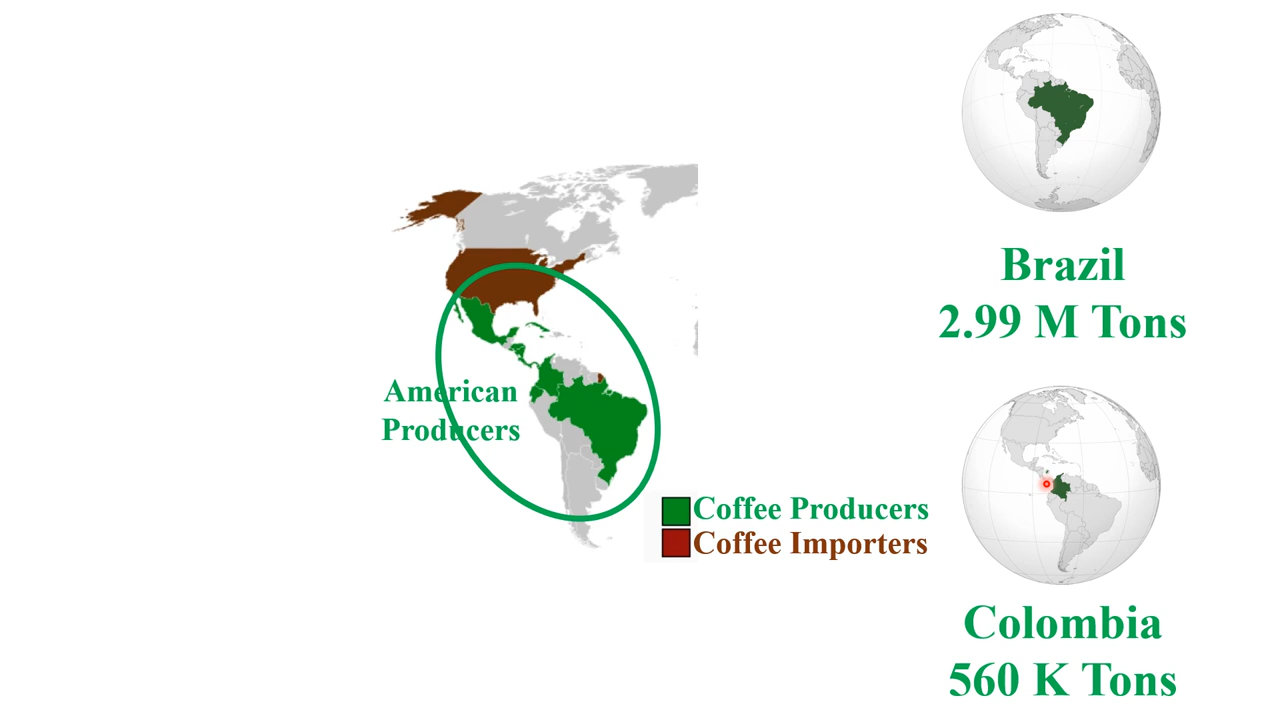 American
Producers
Coffee Producers
Coffee Importers
Brazil
2.99 M Tons
Colombia
560 K Tons